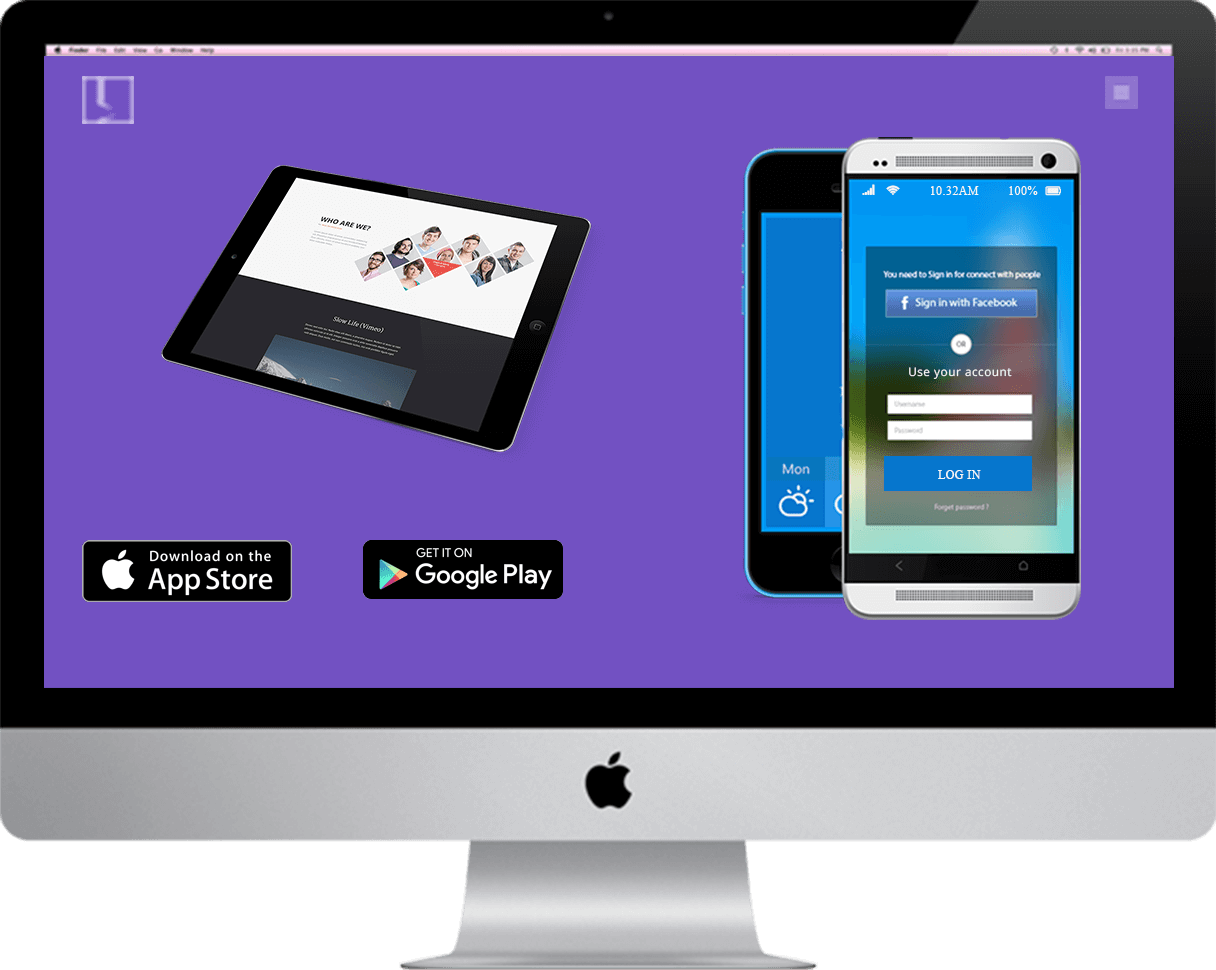 Finder File Edit View Go Window Help
WHO ARE WE?
Slow Life (Vimeo)
Mon
10.32AM 100%
You need to Sign in for connect with people
f Sign in with Facebook
OR
Use your account
Username
Password
LOG IN
Forget password ?
Download on the
App Store
GET IT ON
Google Play